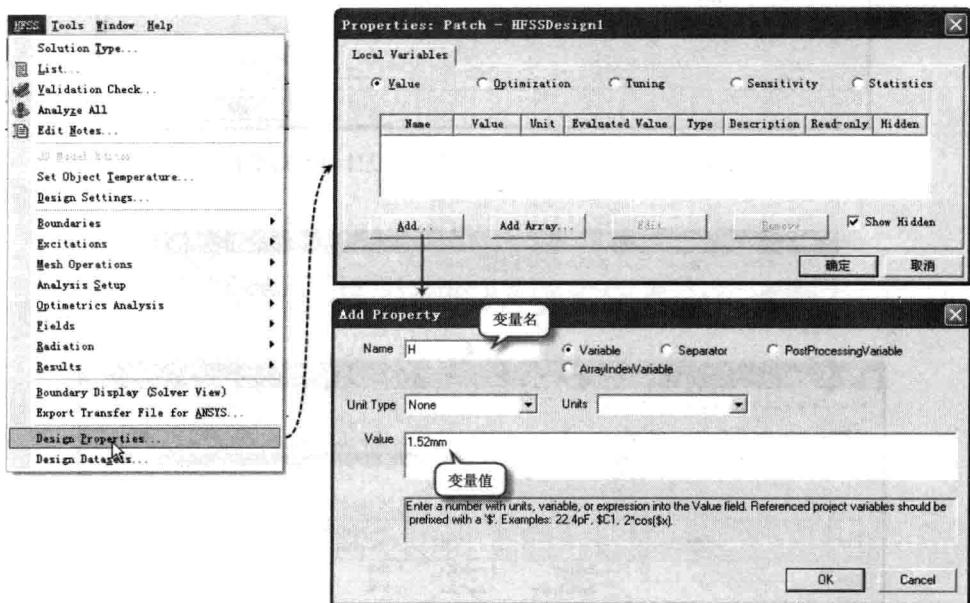 HFSS Tools Window Help
Solution Type...
List...
Validation Check...
Analyze All
Edit Notes...
3D Model Editor
Set Object Temperature...
Design Settings...
Boundaries
Excitations
Mesh Operations
Analysis Setup
Optimetrics Analysis
Fields
Radiation
Results
Boundary Display (Solver View)
Export Transfer File for ANSYS...
Design Properties...
Design Datasets...
Properties: Patch - HFSSDesign1
Local Variables
Value Optimization Tuning Sensitivity Statistics
Name Value Unit Evaluated Value Type Description Read-only Hidden
Add... Add Array... Edit... Remove Show Hidden
确定 取消
Add Property
变量名
Name H Variable Separator PostProcessingVariable
ArrayIndexVariable
Unit Type None Units
Value 1.52mm
变量值
Enter a number with units, variable, or expression into the Value field. Referenced project variables should be
prefixed with a '$'. Examples: 22.4pF, $C1, 2*cos($x).
OK Cancel